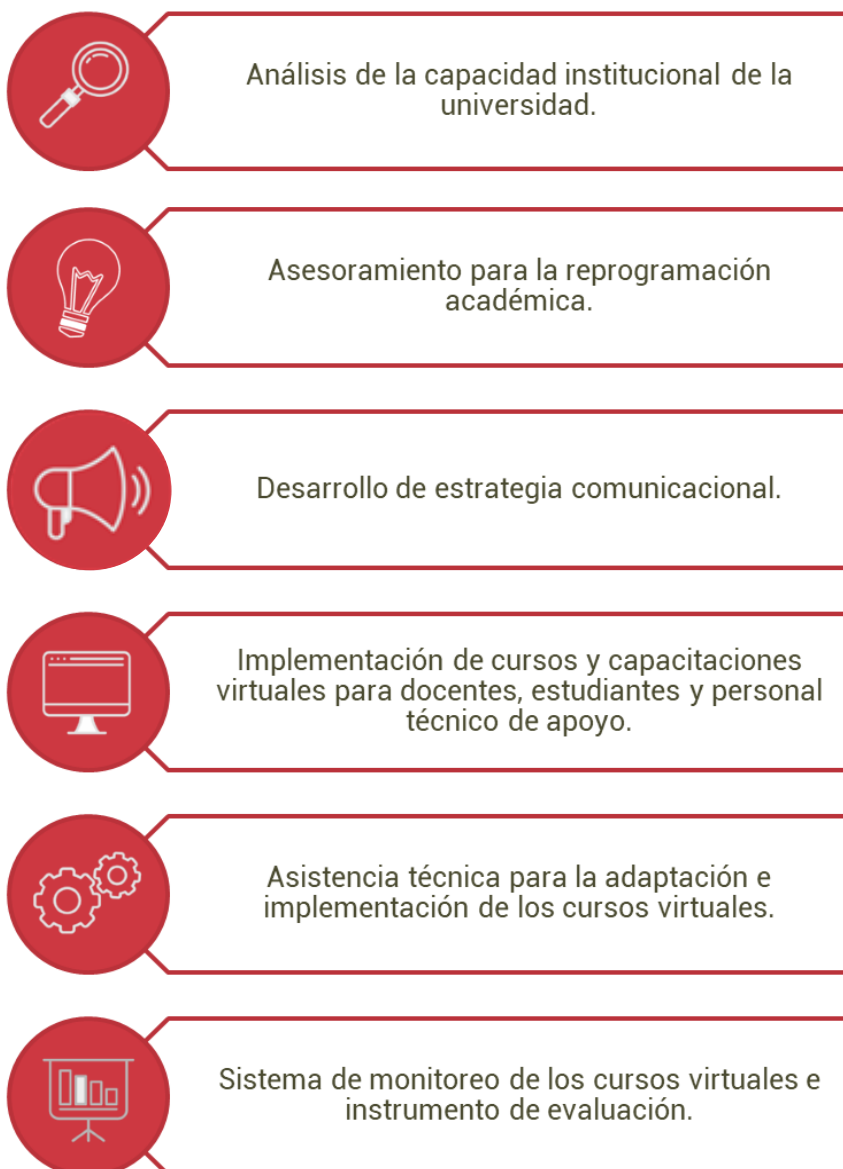 Análisis de la capacidad institucional de la
universidad.
Asesoramiento para la reprogramación
académica.
Desarrollo de estrategia comunicacional.
Implementación de cursos y capacitaciones
virtuales para docentes, estudiantes y personal
técnico de apoyo.
Asistencia técnica para la adaptación e
implementación de los cursos virtuales.
Sistema de monitoreo de los cursos virtuales e
instrumento de evaluación.